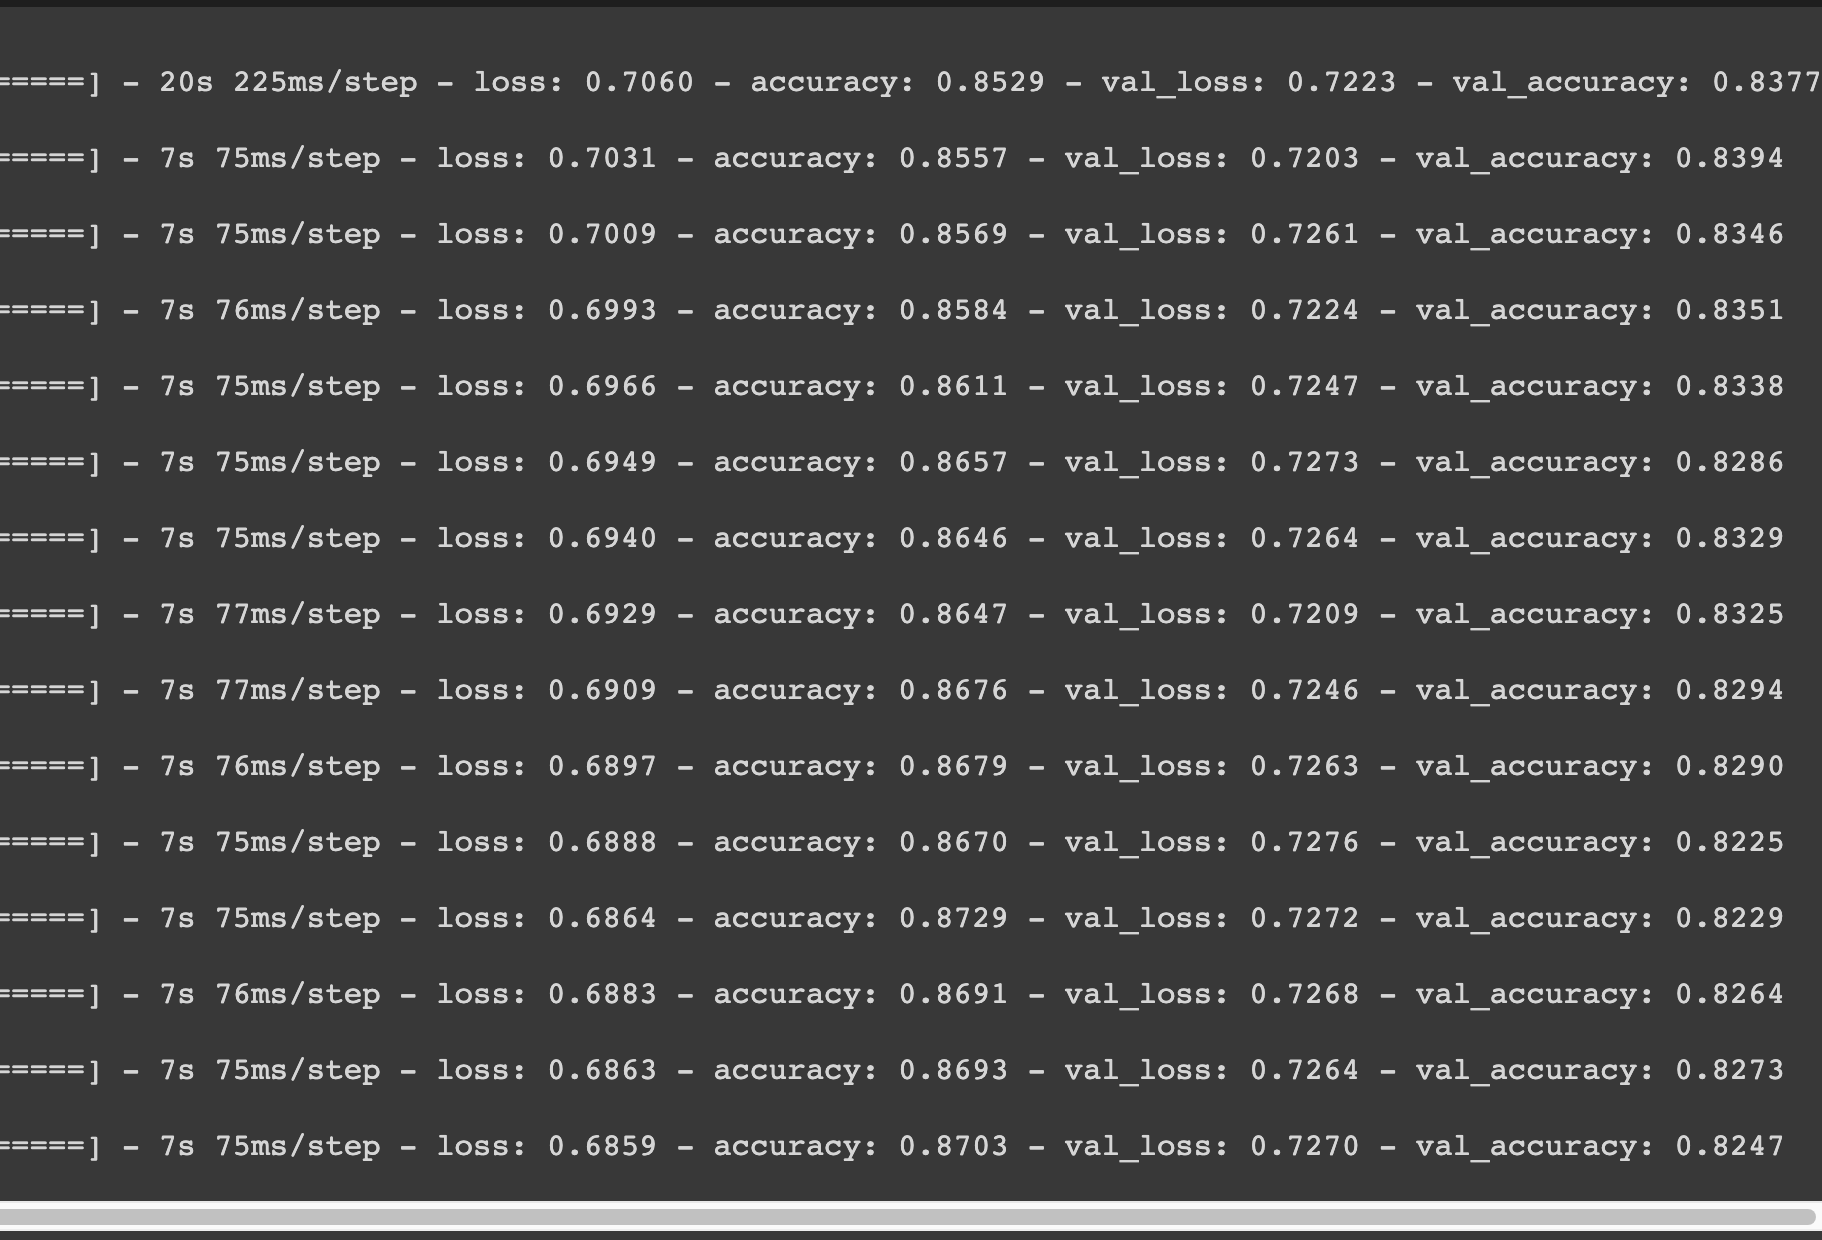 =====] - 20s 225ms/step - loss: 0.7060 - accuracy: 0.8529 - val_loss: 0.7223 - val_accuracy: 0.8377
=====] - 7s 75ms/step - loss: 0.7031 - accuracy: 0.8557 - val_loss: 0.7203 - val_accuracy: 0.8394
=====] - 7s 75ms/step - loss: 0.7009 - accuracy: 0.8569 - val_loss: 0.7261 - val_accuracy: 0.8346
=====] - 7s 76ms/step - loss: 0.6993 - accuracy: 0.8584 - val_loss: 0.7224 - val_accuracy: 0.8351
=====] - 7s 75ms/step - loss: 0.6966 - accuracy: 0.8611 - val_loss: 0.7247 - val_accuracy: 0.8338
=====] - 7s 75ms/step - loss: 0.6949 - accuracy: 0.8657 - val_loss: 0.7273 - val_accuracy: 0.8286
=====] - 7s 75ms/step - loss: 0.6940 - accuracy: 0.8646 - val_loss: 0.7264 - val_accuracy: 0.8329
=====] - 7s 77ms/step - loss: 0.6929 - accuracy: 0.8647 - val_loss: 0.7209 - val_accuracy: 0.8325
=====] - 7s 77ms/step - loss: 0.6909 - accuracy: 0.8676 - val_loss: 0.7246 - val_accuracy: 0.8294
=====] - 7s 76ms/step - loss: 0.6897 - accuracy: 0.8679 - val_loss: 0.7263 - val_accuracy: 0.8290
=====] - 7s 75ms/step - loss: 0.6888 - accuracy: 0.8670 - val_loss: 0.7276 - val_accuracy: 0.8225
=====] - 7s 75ms/step - loss: 0.6864 - accuracy: 0.8729 - val_loss: 0.7272 - val_accuracy: 0.8229
=====] - 7s 76ms/step - loss: 0.6883 - accuracy: 0.8691 - val_loss: 0.7268 - val_accuracy: 0.8264
=====] - 7s 75ms/step - loss: 0.6863 - accuracy: 0.8693 - val_loss: 0.7264 - val_accuracy: 0.8273
=====] - 7s 75ms/step - loss: 0.6859 - accuracy: 0.8703 - val_loss: 0.7270 - val_accuracy: 0.8247